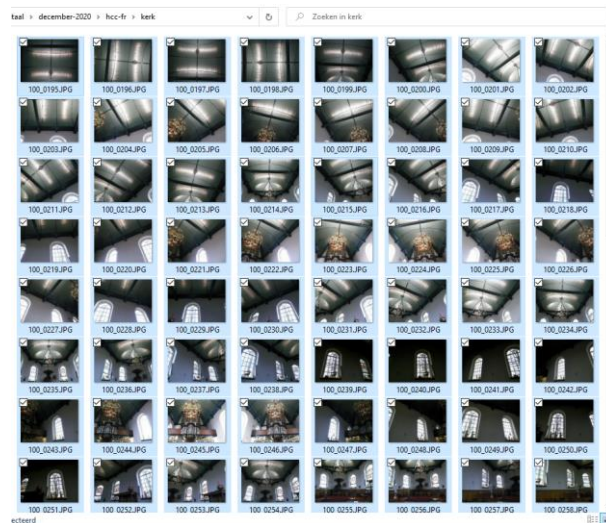 taal › december-2020 › hcc-fr › kerk Zoeken in kerk
100_0195.JPG 100_0196.JPG 100_0197.JPG 100_0198.JPG 100_0199.JPG 100_0200.JPG 100_0201.JPG 100_0202.JPG
100_0203.JPG 100_0204.JPG 100_0205.JPG 100_0206.JPG 100_0207.JPG 100_0208.JPG 100_0209.JPG 100_0210.JPG
100_0211.JPG 100_0212.JPG 100_0213.JPG 100_0214.JPG 100_0215.JPG 100_0216.JPG 100_0217.JPG 100_0218.JPG
100_0219.JPG 100_0220.JPG 100_0221.JPG 100_0222.JPG 100_0223.JPG 100_0224.JPG 100_0225.JPG 100_0226.JPG
100_0227.JPG 100_0228.JPG 100_0229.JPG 100_0230.JPG 100_0231.JPG 100_0232.JPG 100_0233.JPG 100_0234.JPG
100_0235.JPG 100_0236.JPG 100_0237.JPG 100_0238.JPG 100_0239.JPG 100_0240.JPG 100_0241.JPG 100_0242.JPG
100_0243.JPG 100_0244.JPG 100_0245.JPG 100_0246.JPG 100_0247.JPG 100_0248.JPG 100_0249.JPG 100_0250.JPG
100_0251.JPG 100_0252.JPG 100_0253.JPG 100_0254.JPG 100_0255.JPG 100_0256.JPG 100_0257.JPG 100_0258.JPG
ecteerd